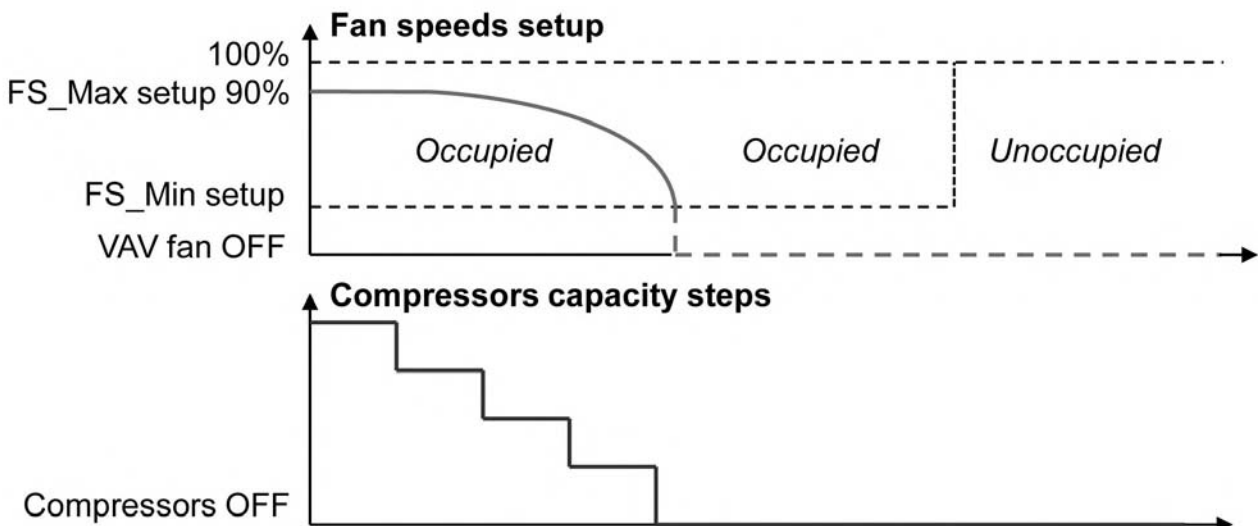 Fan speeds setup
100%
FS_Max setup 90%
Occupied Occupied Unoccupied
FS_Min setup
VAV fan OFF
Compressors capacity steps
Compressors OFF